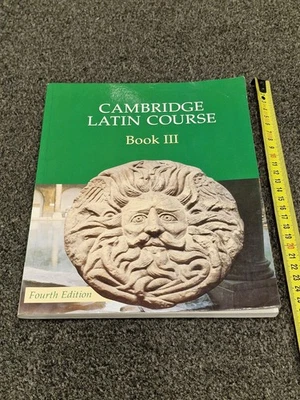 CAMBRIDGE
LATIN COURSE
Book III
Fourth Edition